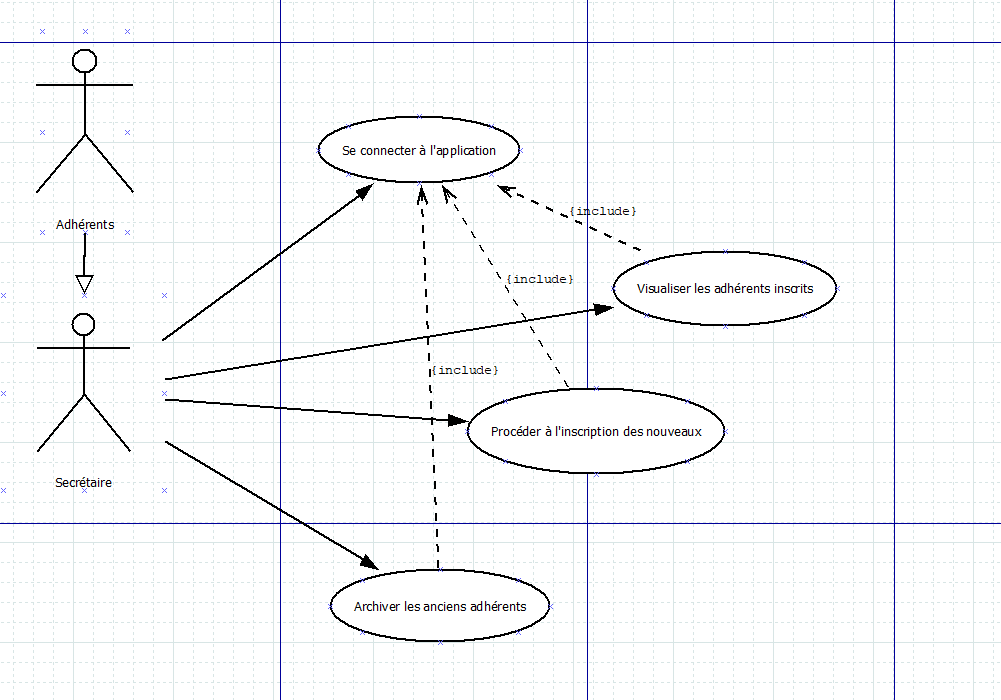 Adhérents
Se connecter à l'application
{include}
{include}
Visualiser les adhérents inscrits
{include}
Procéder à l'inscription des nouveaux
Secrétaire
Archiver les anciens adhérents